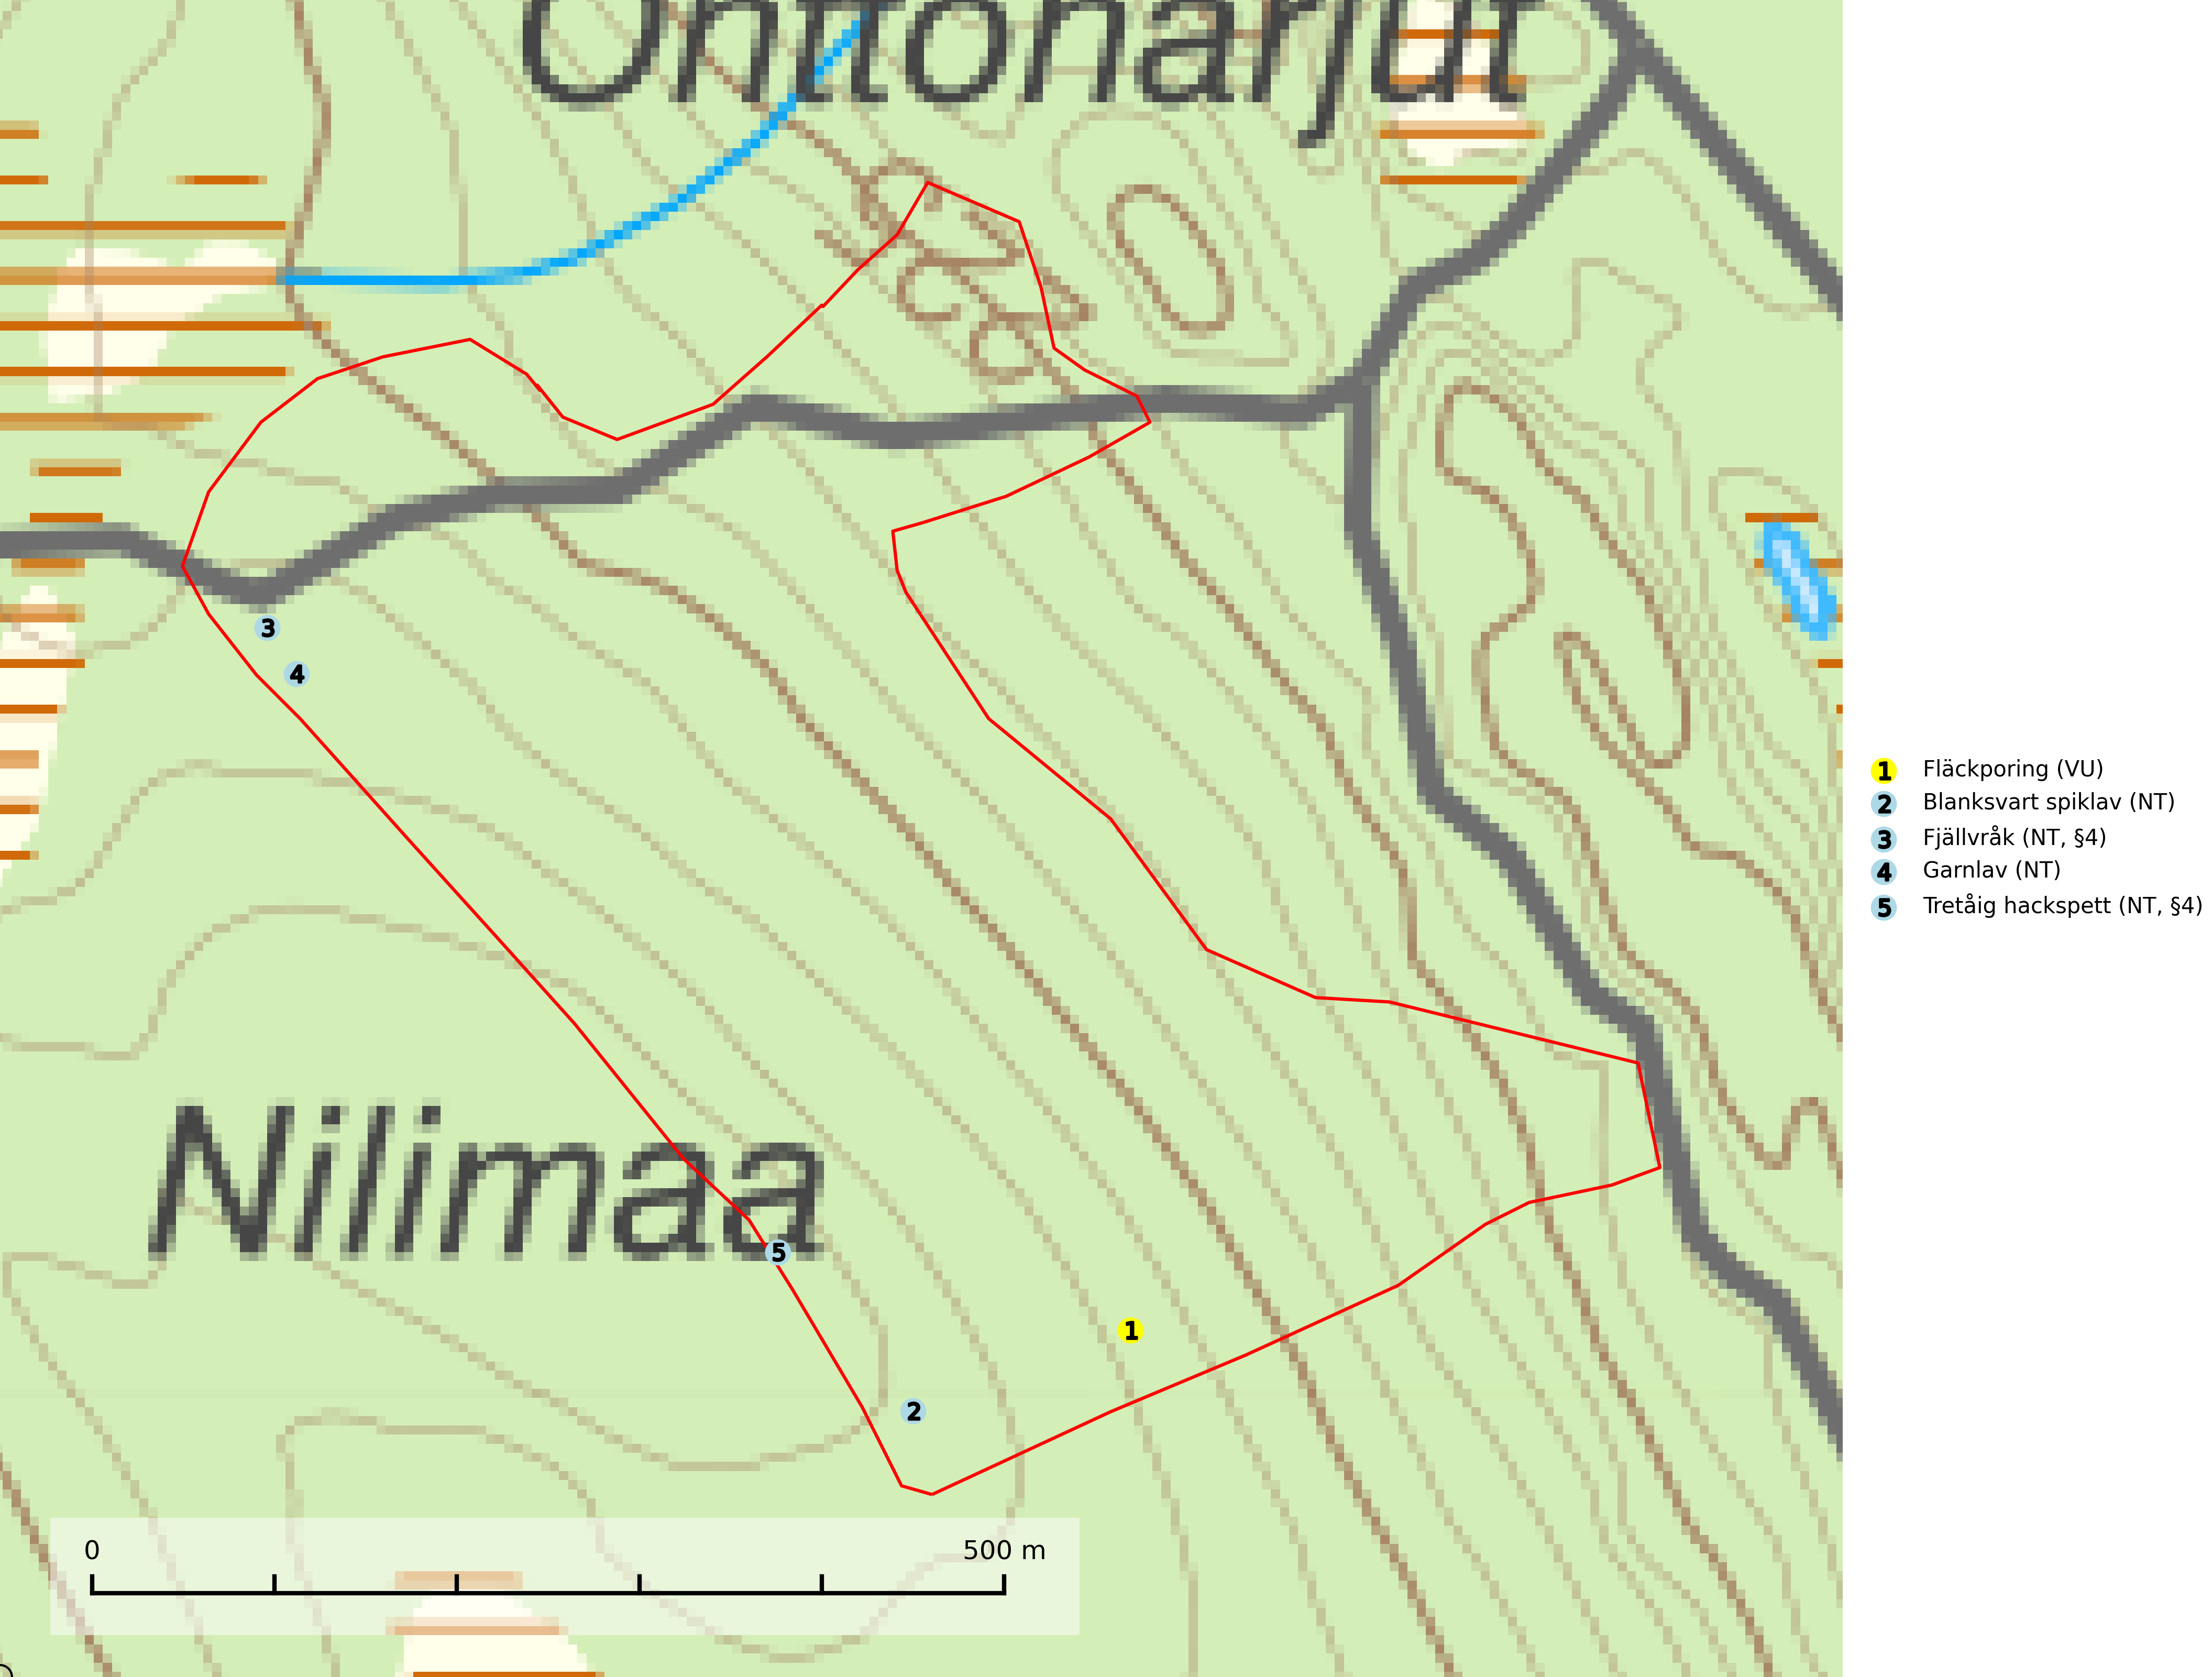 Ontonarjut
3
4
1 Fläckporing (VU)
2 Blanksvart spiklav (NT)
3 Fjällvråk (NT, §4)
4 Garnlav (NT)
5 Tretåig hackspett (NT, §4)
Nilimaa
5
1
2
0 500 m